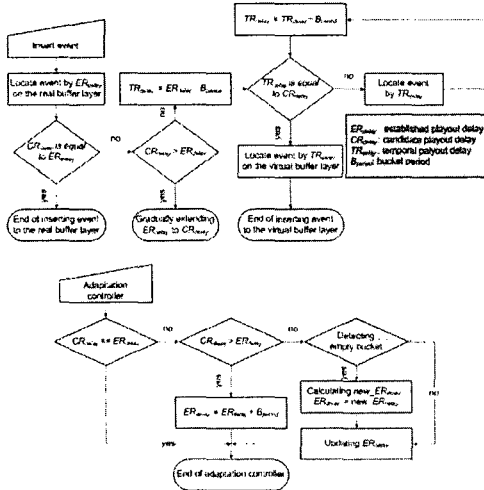 TR_delay = TR_delay - B_period
Insert event
Locate event by ER_delay
on the real buffer layer
TR_delay = ER_delay - B_period
TR_delay is equal
to CR_delay
no
Locate event
by TR_delay
no
CR_delay is equal
to ER_delay
no
CR_delay > ER_delay
yes
ER_delay: established playout delay
CR_delay: candidate playout delay
TR_delay: temporal palyout delay
B_period: bucket period
Locate event by TR_delay
on the virtual buffer layer
yes
yes
End of inserting event
to the real buffer layer
Gradually extending
ER_delay to CR_delay
End of inserting event
to the virtual buffer layer
Adaptation
controller
CR_delay == ER_delay
no
CR_delay > ER_delay
no
Detecting
empty bucket
yes
yes
no
Calculating new_ER_delay
ER_delay = new_ER_delay
ER_delay = ER_delay + B_period
yes
Updating ER_delay
End of adaptation controller